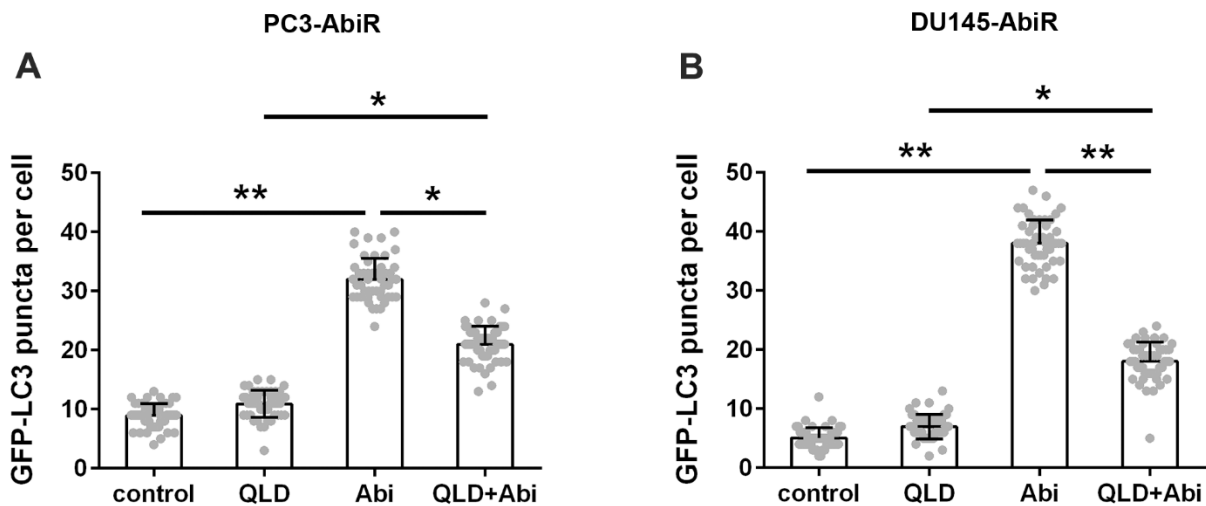 PC3-AbiR
A
GFP-LC3 puncta per cell
50
40
30
20
10
0
*
**
*
control QLD Abi QLD+Abi
DU145-AbiR
B
GFP-LC3 puncta per cell
50
40
30
20
10
0
*
**
**
control QLD Abi QLD+Abi